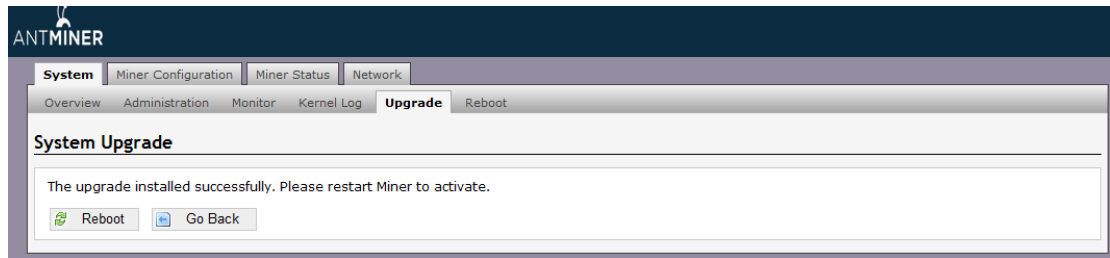 ANTMINER
System Miner Configuration Miner Status Network
Overview Administration Monitor Kernel Log Upgrade Reboot
System Upgrade
The upgrade installed successfully. Please restart Miner to activate.
Reboot Go Back